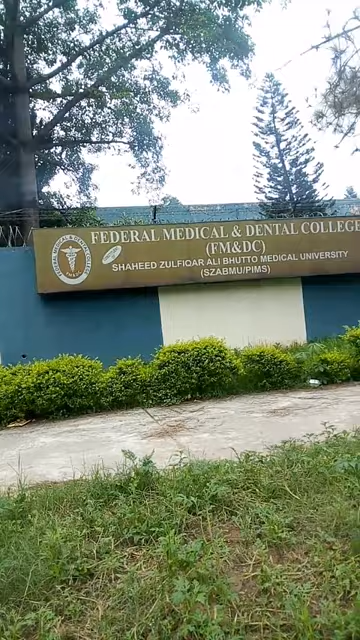 FEDERAL MEDICAL & DENTAL COLLEGE
(FM&DC)
SHAHEED ZULFIQAR ALI BHUTTO MEDICAL UNIVERSITY
(SZABMU/PIMS)